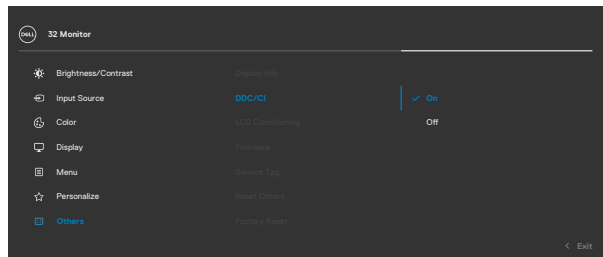 DELL
32 Monitor
Brightness/Contrast
Input Source
Color
Display
Menu
Personalize
Others
Display Info
DDC/CI
LCD Conditioning
Firmware
Service Tag
Reset Others
Factory Reset
On
Off
Exit